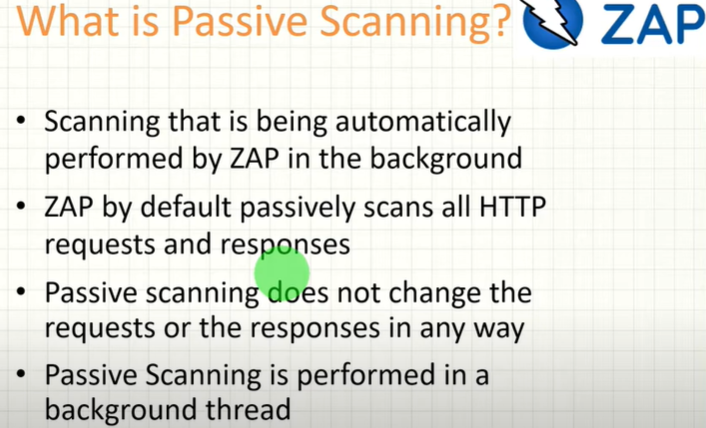 What is Passive Scanning?
ZAP
• Scanning that is being automatically
performed by ZAP in the background
• ZAP by default passively scans all HTTP
requests and responses
• Passive scanning does not change the
requests or the responses in any way
• Passive Scanning is performed in a
background thread